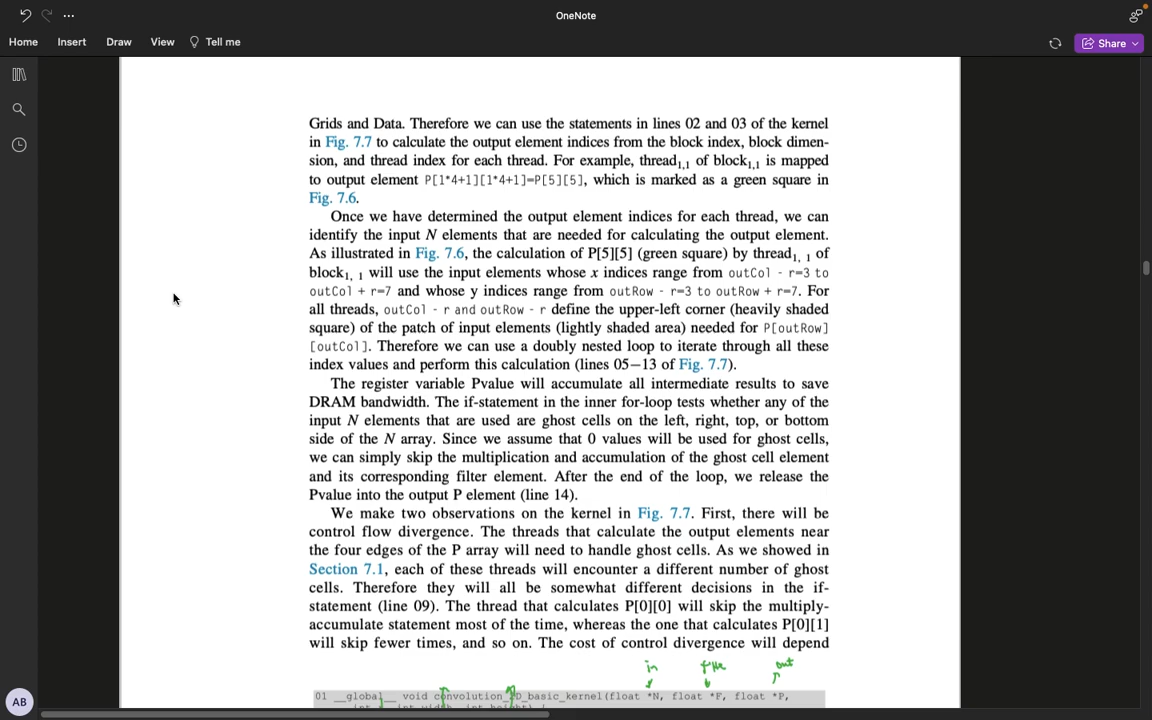 OneNote
Home Insert Draw View Tell me Share
Grids and Data. Therefore we can use the statements in lines 02 and 03 of the kernel
in Fig. 7.7 to calculate the output element indices from the block index, block dimen-
sion, and thread index for each thread. For example, thread1,1 of block1,1 is mapped
to output element P[1*4+1][1*4+1]=P[5][5], which is marked as a green square in
Fig. 7.6.
Once we have determined the output element indices for each thread, we can
identify the input N elements that are needed for calculating the output element.
As illustrated in Fig. 7.6, the calculation of P[5][5] (green square) by thread1, 1 of
block1, 1 will use the input elements whose x indices range from outCol - r=3 to
outCol + r=7 and whose y indices range from outRow - r=3 to outRow + r=7. For
all threads, outCol - r and outRow - r define the upper-left corner (heavily shaded
square) of the patch of input elements (lightly shaded area) needed for P[outRow]
[outCol]. Therefore we can use a doubly nested loop to iterate through all these
index values and perform this calculation (lines 05–13 of Fig. 7.7).
The register variable Pvalue will accumulate all intermediate results to save
DRAM bandwidth. The if-statement in the inner for-loop tests whether any of the
input N elements that are used are ghost cells on the left, right, top, or bottom
side of the N array. Since we assume that 0 values will be used for ghost cells,
we can simply skip the multiplication and accumulation of the ghost cell element
and its corresponding filter element. After the end of the loop, we release the
Pvalue into the output P element (line 14).
We make two observations on the kernel in Fig. 7.7. First, there will be
control flow divergence. The threads that calculate the output elements near
the four edges of the P array will need to handle ghost cells. As we showed in
Section 7.1, each of these threads will encounter a different number of ghost
cells. Therefore they will all be somewhat different decisions in the if-
statement (line 09). The thread that calculates P[0][0] will skip the multiply-
accumulate statement most of the time, whereas the one that calculates P[0][1]
will skip fewer times, and so on. The cost of control divergence will depend
in out
01 __global__ void convolution_2D_basic_kernel(float *N, float *F, float *P,
AB